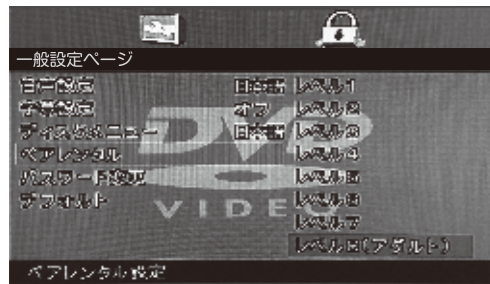 一般設定ページ
音声設定 日本語 レベル1
字幕設定 オフ レベル2
ディスクメニュー 日本語 レベル3
ペアレンタル レベル4
パスワード変更 レベル5
デフォルト レベル6
レベル7
レベル8(アダルト)
DVD
VIDEO
ペアレンタル設定